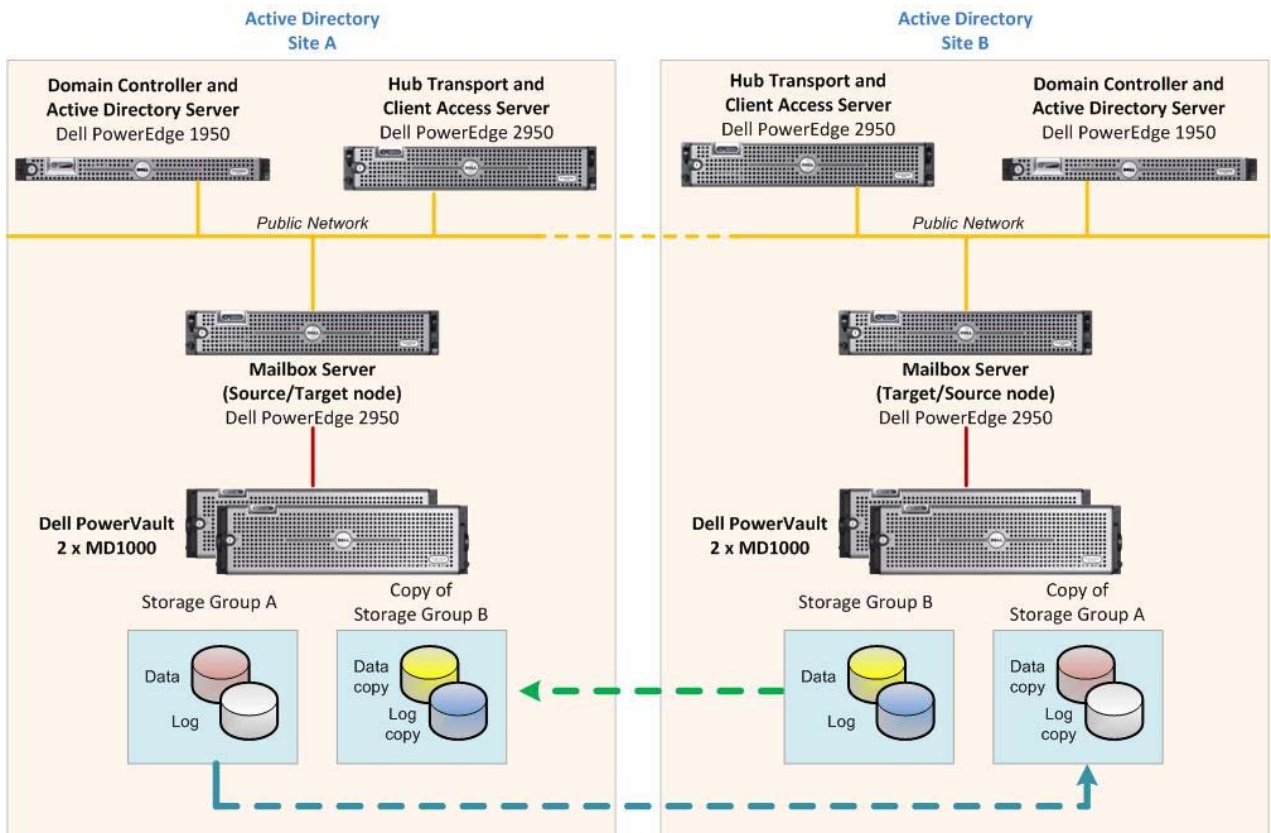 Active Directory
Site A
Domain Controller and
Active Directory Server
Dell PowerEdge 1950
Hub Transport and
Client Access Server
Dell PowerEdge 2950
Public Network
Mailbox Server
(Source/Target node)
Dell PowerEdge 2950
Dell PowerVault
2 x MD1000
Storage Group A
Data
Log
Copy of
Storage Group B
Data
copy
Log
copy
Active Directory
Site B
Hub Transport and
Client Access Server
Dell PowerEdge 2950
Domain Controller and
Active Directory Server
Dell PowerEdge 1950
Public Network
Mailbox Server
(Target/Source node)
Dell PowerEdge 2950
Dell PowerVault
2 x MD1000
Storage Group B
Data
Log
Copy of
Storage Group A
Data
copy
Log
copy